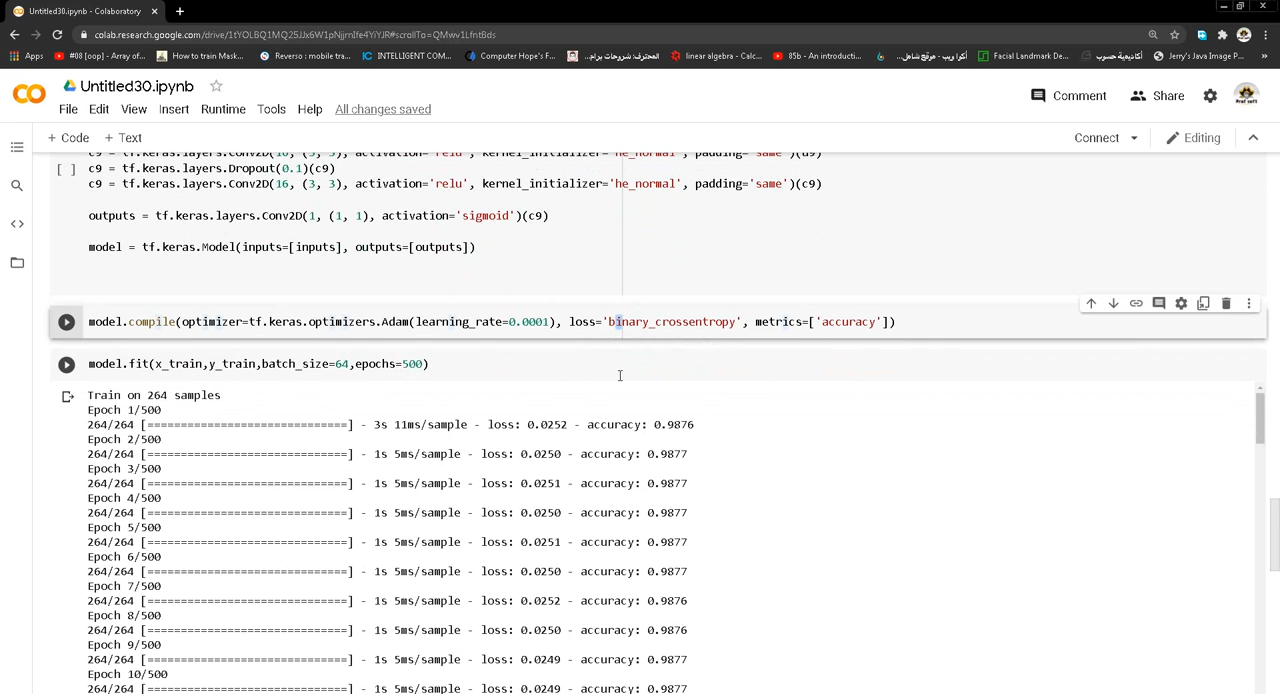 Untitled30.ipynb - Colaboratory
colab.research.google.com/drive/1tYOLBQ1MQ25JJx6W1pNjjrnIfe4YiYJR#scrollTo=QMwv1LfntBds
Apps
#08 [oop] - Array of...
How to train Mask...
Reverso : mobile tra...
INTELLIGENT COM...
Computer Hope's F...
المحترف: شروحات برام...
linear algebra - Calc...
85b - An introducti...
أكوا ويب - موقع شامل...
Facial Landmark De...
أكاديمية حسوب
Jerry's Java Image P...
Untitled30.ipynb
File Edit View Insert Runtime Tools Help All changes saved
Comment
Share
+ Code + Text
Connect
Editing
c9 = tf.keras.layers.Conv2D(16, (3, 3), activation='relu', kernel_initializer='he_normal', padding='same')(u9)
[ ] c9 = tf.keras.layers.Dropout(0.1)(c9)
c9 = tf.keras.layers.Conv2D(16, (3, 3), activation='relu', kernel_initializer='he_normal', padding='same')(c9)
outputs = tf.keras.layers.Conv2D(1, (1, 1), activation='sigmoid')(c9)
model = tf.keras.Model(inputs=[inputs], outputs=[outputs])
model.compile(optimizer=tf.keras.optimizers.Adam(learning_rate=0.0001), loss='binary_crossentropy', metrics=['accuracy'])
model.fit(x_train,y_train,batch_size=64,epochs=500)
Train on 264 samples
Epoch 1/500
264/264 [==============================] - 3s 11ms/sample - loss: 0.0252 - accuracy: 0.9876
Epoch 2/500
264/264 [==============================] - 1s 5ms/sample - loss: 0.0250 - accuracy: 0.9877
Epoch 3/500
264/264 [==============================] - 1s 5ms/sample - loss: 0.0251 - accuracy: 0.9877
Epoch 4/500
264/264 [==============================] - 1s 5ms/sample - loss: 0.0250 - accuracy: 0.9877
Epoch 5/500
264/264 [==============================] - 1s 5ms/sample - loss: 0.0251 - accuracy: 0.9877
Epoch 6/500
264/264 [==============================] - 1s 5ms/sample - loss: 0.0250 - accuracy: 0.9877
Epoch 7/500
264/264 [==============================] - 1s 5ms/sample - loss: 0.0252 - accuracy: 0.9876
Epoch 8/500
264/264 [==============================] - 1s 5ms/sample - loss: 0.0250 - accuracy: 0.9876
Epoch 9/500
264/264 [==============================] - 1s 5ms/sample - loss: 0.0249 - accuracy: 0.9877
Epoch 10/500
264/264 [==============================] - 1s 5ms/sample - loss: 0.0249 - accuracy: 0.9877